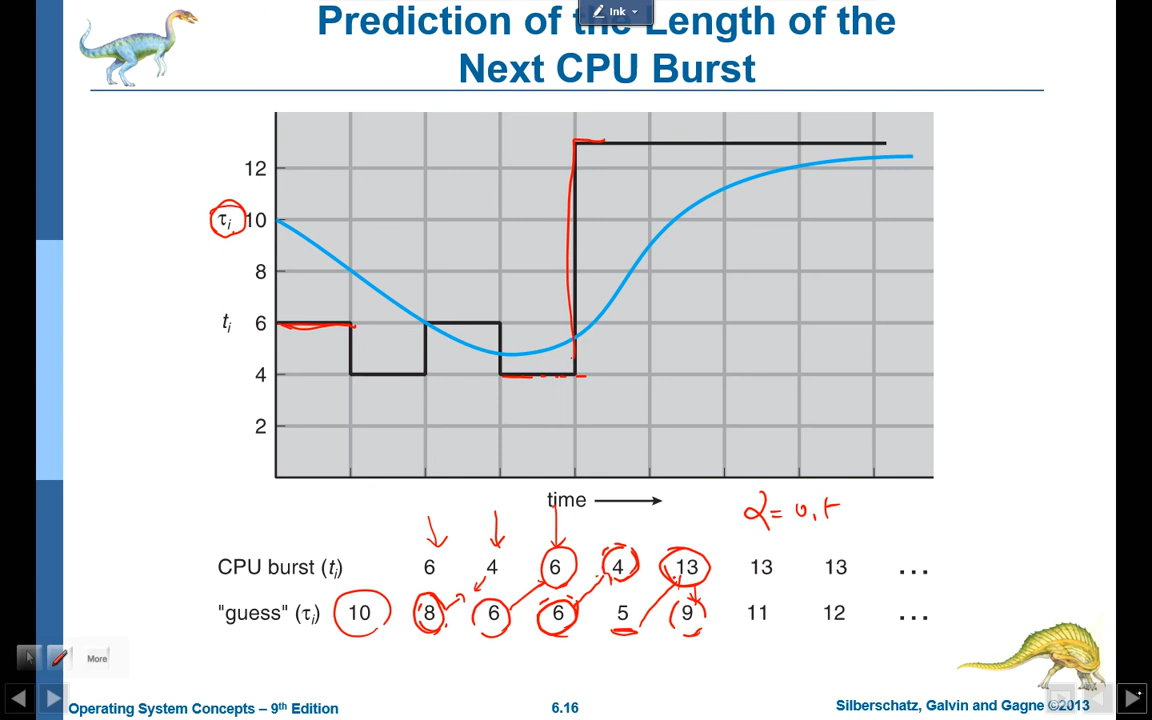 Ink
Prediction of the Length of the
Next CPU Burst
12
τi 10
8
ti 6
4
2
time
α = 0,5
CPU burst (ti) 6 4 6 4 13 13 13 ...
"guess" (τi) 10 8 6 6 5 9 11 12 ...
More
Operating System Concepts – 9th Edition 6.16 Silberschatz, Galvin and Gagne ©2013